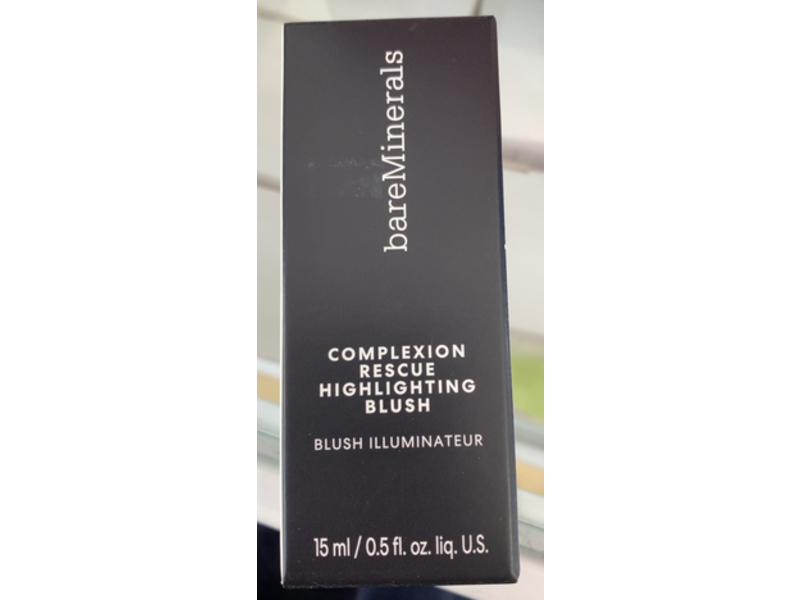 bareMinerals
COMPLEXION
RESCUE
HIGHLIGHTING
BLUSH
BLUSH ILLUMINATEUR
15 ml / 0.5 fl. oz. liq. U.S.